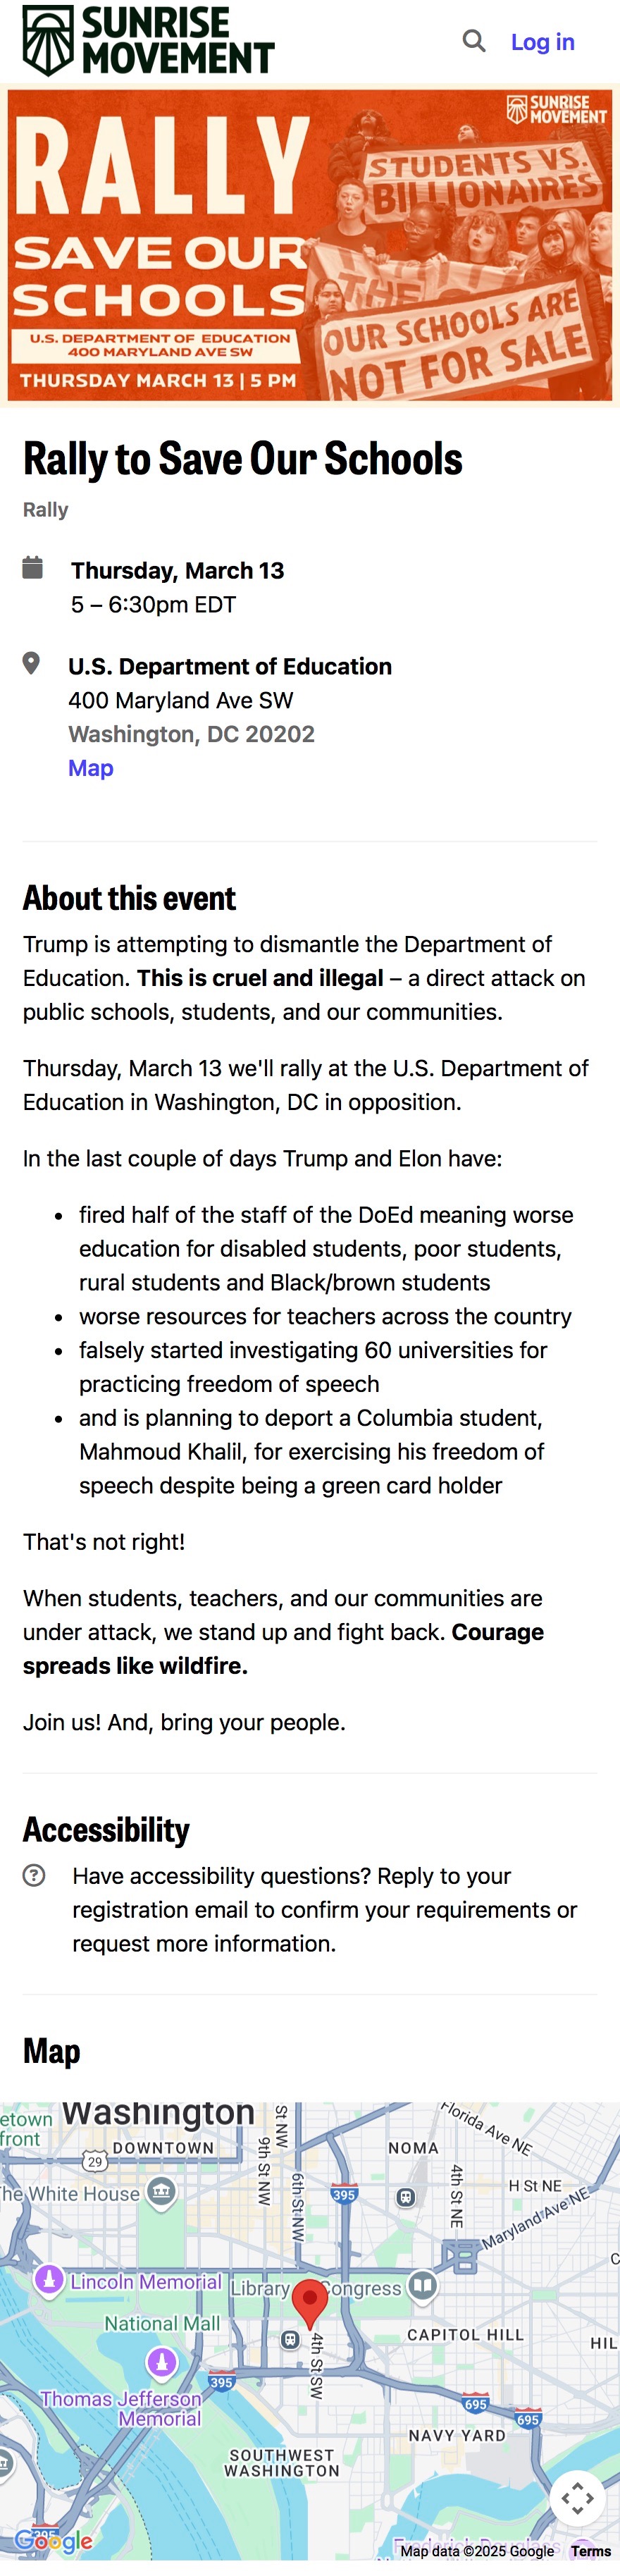 SUNRISE
MOVEMENT
Log in
SUNRISE
MOVEMENT
RALLY
SAVE OUR
SCHOOLS
U.S. DEPARTMENT OF EDUCATION
400 MARYLAND AVE SW
THURSDAY MARCH 13 | 5 PM
STUDENTS VS.
BILLIONAIRES
THE
OUR SCHOOLS ARE
NOT FOR SALE
Rally to Save Our Schools
Rally
Thursday, March 13
5 – 6:30pm EDT
U.S. Department of Education
400 Maryland Ave SW
Washington, DC 20202
Map
About this event
Trump is attempting to dismantle the Department of
Education. This is cruel and illegal – a direct attack on
public schools, students, and our communities.
Thursday, March 13 we'll rally at the U.S. Department of
Education in Washington, DC in opposition.
In the last couple of days Trump and Elon have:
• fired half of the staff of the DoEd meaning worse
education for disabled students, poor students,
rural students and Black/brown students
• worse resources for teachers across the country
• falsely started investigating 60 universities for
practicing freedom of speech
• and is planning to deport a Columbia student,
Mahmoud Khalil, for exercising his freedom of
speech despite being a green card holder
That's not right!
When students, teachers, and our communities are
under attack, we stand up and fight back. Courage
spreads like wildfire.
Join us! And, bring your people.
Accessibility
Have accessibility questions? Reply to your
registration email to confirm your requirements or
request more information.
Map
etown
front
Washington
DOWNTOWN
29
9th St NW
St NW
6th St NW
395
NOMA
Florida Ave NE
4th St NE
H St NE
Maryland Ave NE
he White House
Lincoln Memorial
Library
Congress
C
National Mall
4th St SW
CAPITOL HILL
HIL
395
Thomas Jefferson
Memorial
695
695
NAVY YARD
SOUTHWEST
WASHINGTON
395
Google
Frederick Douglass
Map data ©2025 Google
Terms